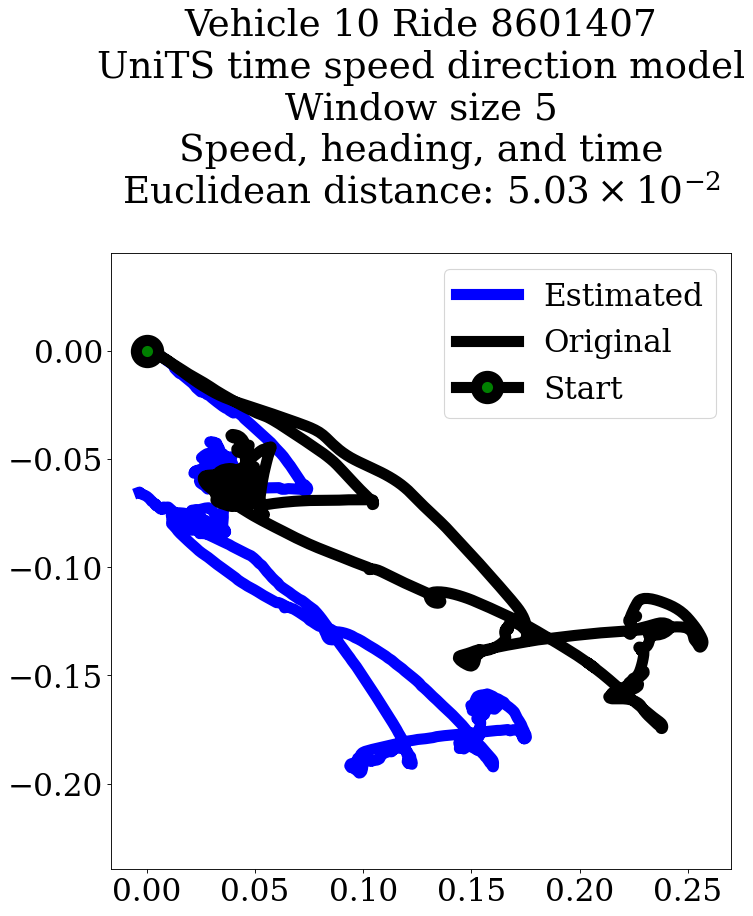 Vehicle 10 Ride 8601407
UniTS time speed direction model
Window size 5
Speed, heading, and time
Euclidean distance: 5.03 × 10⁻²
Estimated
Original
Start
0.00
−0.05
−0.10
−0.15
−0.20
0.00 0.05 0.10 0.15 0.20 0.25